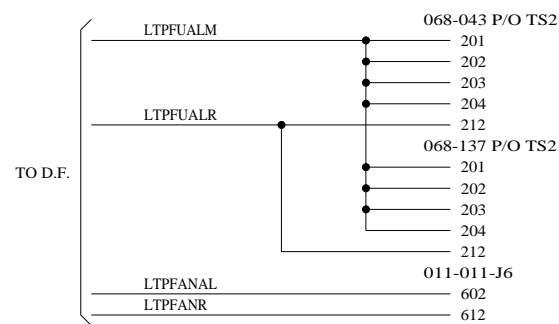 068-043 P/O TS2
LTPFUALM
201
202
203
204
LTPFUALR
212
068-137 P/O TS2
201
TO D.F.
202
203
204
212
011-011-J6
LTPFANAL
602
LTPFANR
612